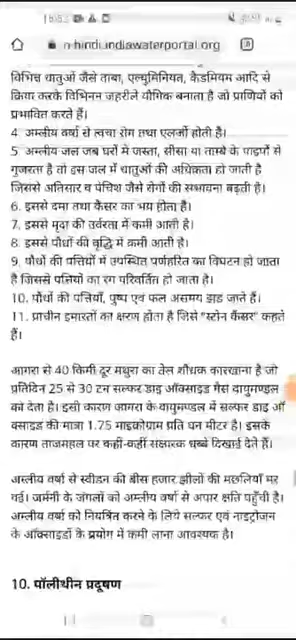 hindi.indiawaterportal.org
विभिन्न धातुओं जैसे ताबा, एल्युमिनियम, कैडमियम आदि से
क्रिया करके विभिनन जहरीले यौगिक बनाता है जो प्राणियों को
प्रभावित करते हैं।
4. अम्लीय वर्षा से त्वचा रोग तथा एलर्जी होती है।
5. अम्लीय जल जब घरों में जस्ता, सीसा या ताम्बे के पाइपों से
गुजरता है तो इस जल में धातुओं की अधिकता हो जाती है
जिससे अतिसार व पेचिश जैसे रोगों की सम्भावना बढ़ती है।
6. इससे दमा तथा कैंसर का भय होता है।
7. इससे मृदा की उर्वरता में कमी आती है।
8. इससे पौधों की वृद्धि में कमी आती है।
9. पौधों की पत्तियों में उपस्थित पर्णहरित का विघटन हो जाता
है जिससे पत्तियों का रंग परिवर्तित हो जाता है।
10. पौधों की पत्तियाँ, पुष्प एवं फल असमय झड़ जाते हैं।
11. प्राचीन इमारतों का क्षरण होता है जिसे "स्टोन कैंसर" कहते
हैं।
आगरा से 40 किमी दूर मथुरा का तेल शोधक कारखाना है जो
प्रतिदिन 25 से 30 टन सल्फर डाइ ऑक्साइड गैस वायुमण्डल
को देता है। इसी कारण आगरा के वायुमण्डल में सल्फर डाइ ऑ
क्साइड की मात्रा 1.75 माइक्रोग्राम प्रति घन मीटर है। इसके
कारण ताजमहल पर कहीं-कहीं संक्षारक धब्बे दिखाई देते हैं।
अम्लीय वर्षा से स्वीडन की बीस हजार झीलों की मछलियाँ मर
गई। जर्मनी के जंगलों को अम्लीय वर्षा से अपार क्षति पहुँची है।
अम्लीय वर्षा को नियंत्रित करने के लिये सल्फर एवं नाइट्रोजन
के ऑक्साइडों के प्रयोग में कमी लाना आवश्यक है।
10. पॉलीथीन प्रदूषण